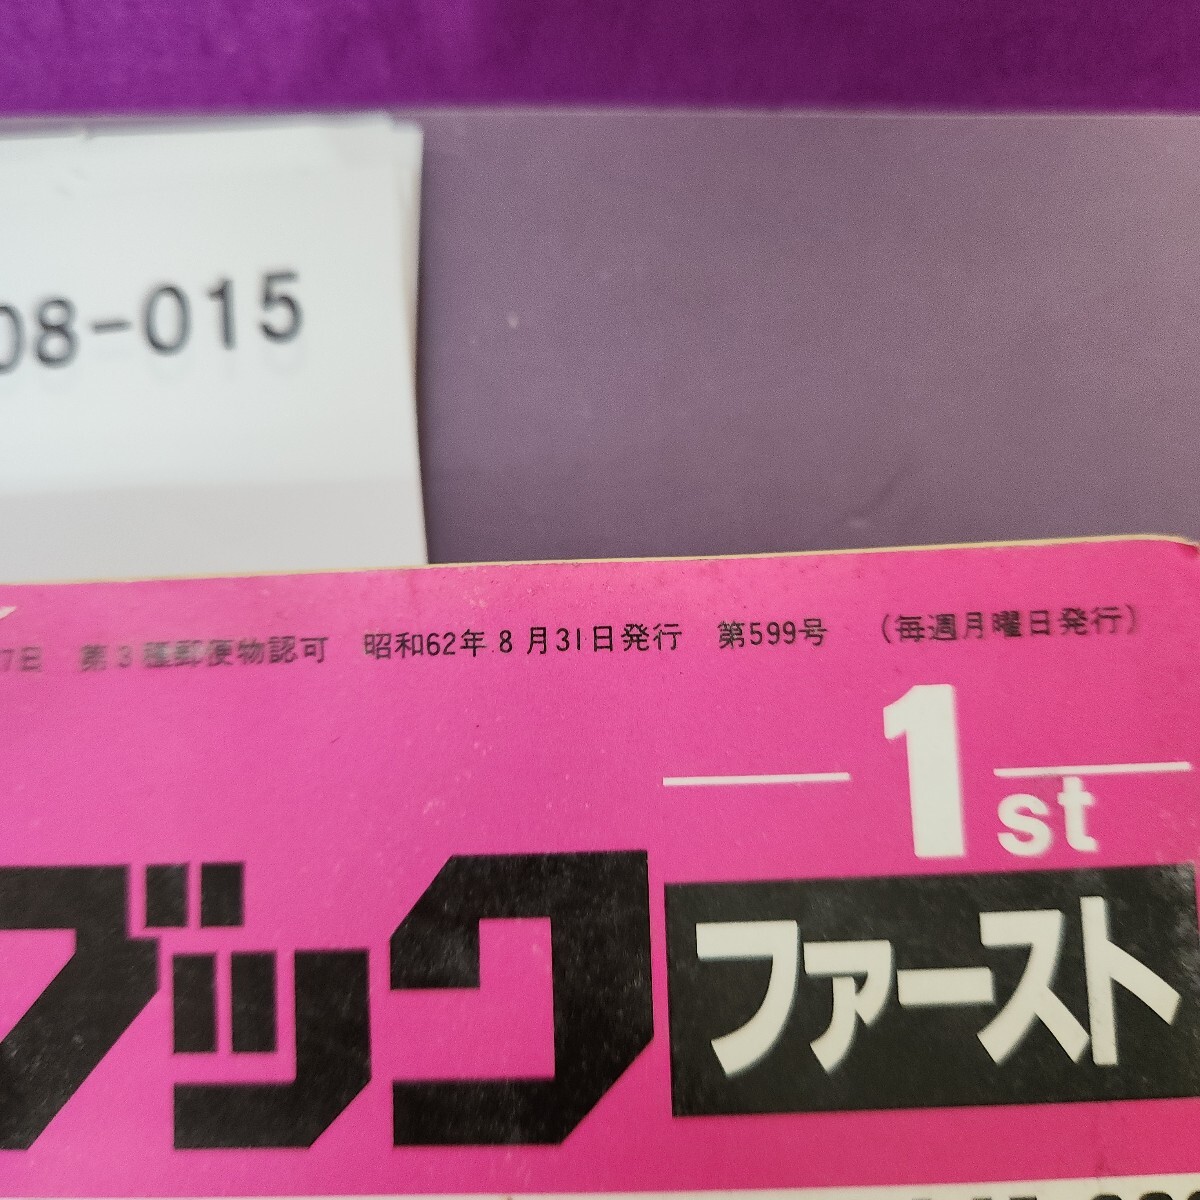 08-015
7日 第3種郵便物認可 昭和62年8月31日発行 第599号 (毎週月曜日発行)
1st
ブック
ファースト